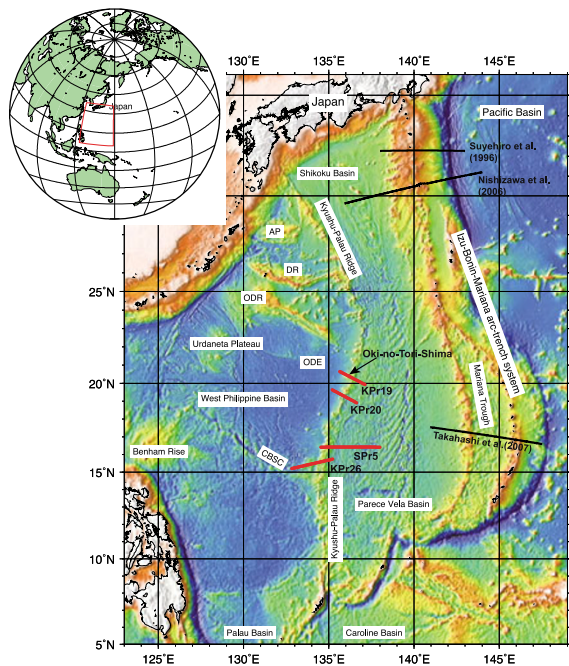 Japan
130°E
135°E
140°E
145°E
Japan
Pacific Basin
Suyehiro et al.
(1996)
Shikoku Basin
Nishizawa et al.
(2006)
Kyushu-Palau Ridge
AP
Izu-Bonin-Mariana arc-trench system
DR
25°N
ODR
Urdaneta Plateau
ODE
Oki-no-Tori-Shima
Mariana Trough
20°N
KPr19
West Philippine Basin
KPr20
Takahashi et al.(2007)
Benham Rise
CBSC
SPr5
15°N
KPr26
Kyushu-Palau Ridge
Parece Vela Basin
10°N
Palau Basin
Caroline Basin
5°N
125°E
130°E
135°E
140°E
145°E